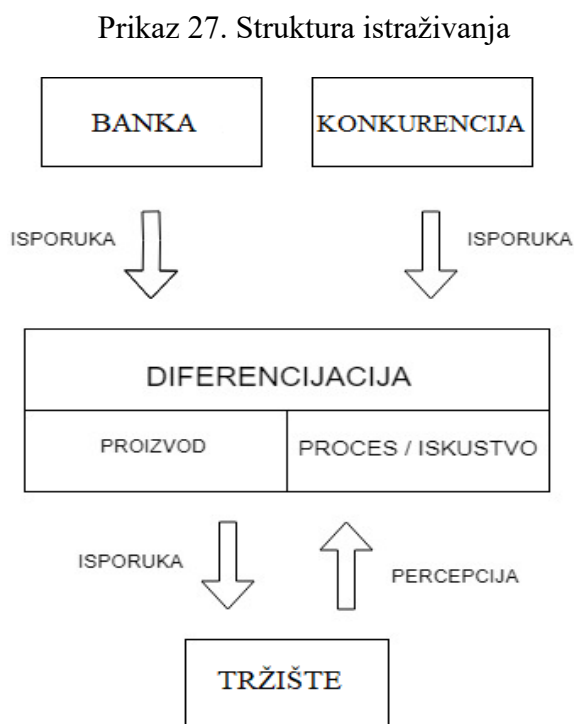 Prikaz 27. Struktura istraživanja
BANKA
KONKURENCIJA
ISPORUKA
ISPORUKA
DIFERENCIJACIJA
PROIZVOD
PROCES / ISKUSTVO
ISPORUKA
PERCEPCIJA
TRŽIŠTE